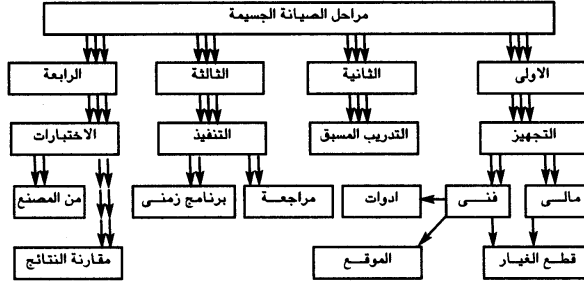 مراحل الصيانة الجسيمة
الاولى
الثانية
الثالثة
الرابعة
التجهيز
التدريب المسبق
التنفيذ
الاختبارات
مالى
فنى
ادوات
مراجعة
برنامج زمنى
من المصنع
قطع الغيار
الموقع
مقارنة النتائج